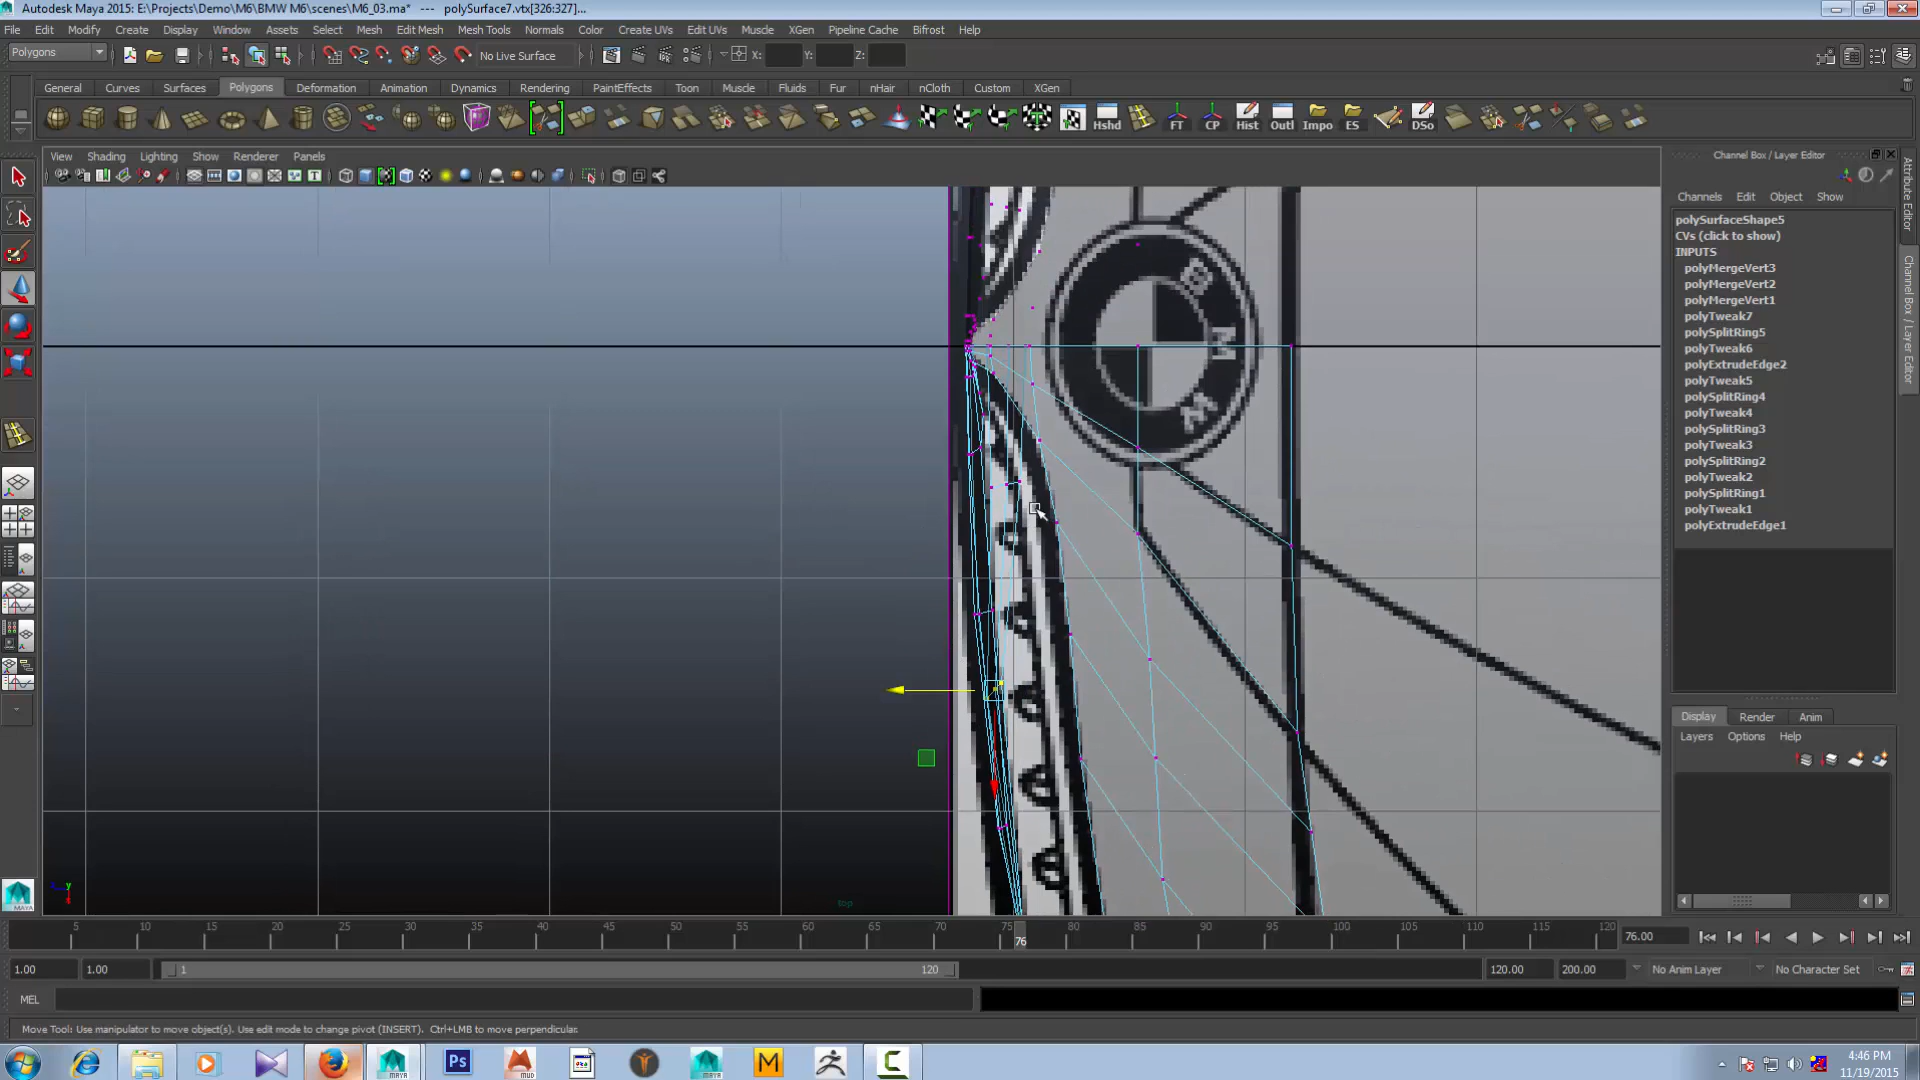 Autodesk Maya 2015: E:\Projects\Demo\M6\BMW M6\scenes\M6_03.ma* --- polySurface7.vtx[326:327]...
File Edit Modify Create Display Window Assets Select Mesh Edit Mesh Mesh Tools Normals Color Create UVs Edit UVs Muscle XGen Pipeline Cache Bifrost Help
Polygons No Live Surface X: Y: Z:
General Curves Surfaces Polygons Deformation Animation Dynamics Rendering PaintEffects Toon Muscle Fluids Fur nHair nCloth Custom XGen
Hshd FT CP Hist Outl Impo ES DSo
View Shading Lighting Show Renderer Panels
Channel Box / Layer Editor
Channels Edit Object Show
polySurfaceShape5
CVs (click to show)
INPUTS
polyMergeVert3
polyMergeVert2
polyMergeVert1
polyTweak7
polySplitRing5
polyTweak6
polyExtrudeEdge2
polyTweak5
polySplitRing4
polyTweak4
polySplitRing3
polyTweak3
polySplitRing2
polyTweak2
polySplitRing1
polyTweak1
polyExtrudeEdge1
Attribute Editor
Channel Box / Layer Editor
Display Render Anim
Layers Options Help
y
top
5 10 15 20 25 30 35 40 45 50 55 60 65 70 75 80 85 90 95 100 105 110 115 120
76
76.00
1.00 1.00 1 120 120.00 200.00 No Anim Layer No Character Set
MEL
Move Tool: Use manipulator to move object(s). Use edit mode to change pivot (INSERT). Ctrl+LMB to move perpendicular.
4:46 PM
11/19/2015